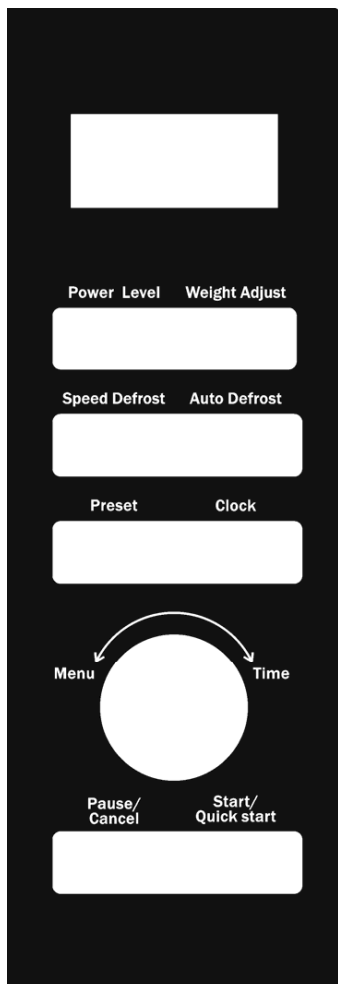 Power Level Weight Adjust
Speed Defrost Auto Defrost
Preset Clock
Menu Time
Pause/ Start/
Cancel Quick start